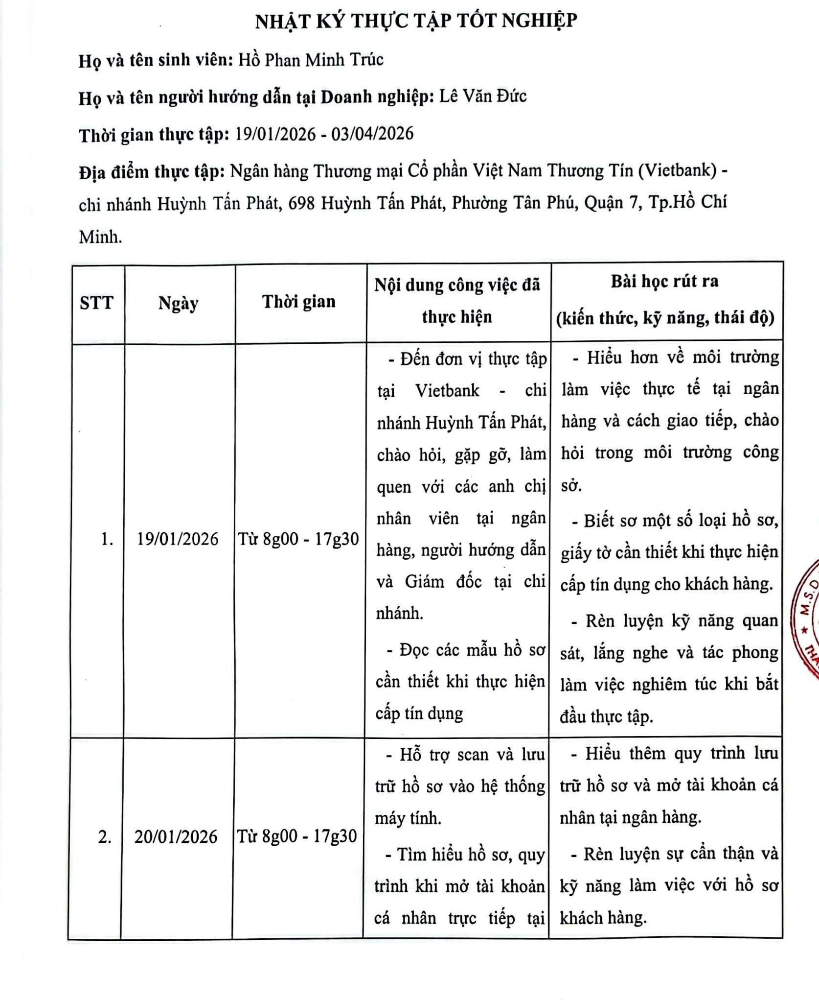 NHẬT KÝ THỰC TẬP TỐT NGHIỆP
Họ và tên sinh viên: Hồ Phan Minh Trúc
Họ và tên người hướng dẫn tại Doanh nghiệp: Lê Văn Đức
Thời gian thực tập: 19/01/2026 - 03/04/2026
Địa điểm thực tập: Ngân hàng Thương mại Cổ phần Việt Nam Thương Tín (Vietbank) -
chi nhánh Huỳnh Tấn Phát, 698 Huỳnh Tấn Phát, Phường Tân Phú, Quận 7, Tp.Hồ Chí
Minh.
STT
Ngày
Thời gian
Nội dung công việc đã
thực hiện
Bài học rút ra
(kiến thức, kỹ năng, thái độ)
1.
19/01/2026
Từ 8g00 - 17g30
- Đến đơn vị thực tập
tại Vietbank - chi
nhánh Huỳnh Tấn Phát,
chào hỏi, gặp gỡ, làm
quen với các anh chị
nhân viên tại ngân
hàng, người hướng dẫn
và Giám đốc tại chi
nhánh.
- Đọc các mẫu hồ sơ
cần thiết khi thực hiện
cấp tín dụng
- Hiểu hơn về môi trường
làm việc thực tế tại ngân
hàng và cách giao tiếp, chào
hỏi trong môi trường công
sở.
- Biết sơ một số loại hồ sơ,
giấy tờ cần thiết khi thực hiện
cấp tín dụng cho khách hàng.
- Rèn luyện kỹ năng quan
sát, lắng nghe và tác phong
làm việc nghiêm túc khi bắt
đầu thực tập.
2.
20/01/2026
Từ 8g00 - 17g30
- Hỗ trợ scan và lưu
trữ hồ sơ vào hệ thống
máy tính.
- Tìm hiểu hồ sơ, quy
trình khi mở tài khoản
cá nhân trực tiếp tại
- Hiểu thêm quy trình lưu
trữ hồ sơ và mở tài khoản cá
nhân tại ngân hàng.
- Rèn luyện sự cẩn thận và
kỹ năng làm việc với hồ sơ
khách hàng.
M.S.D